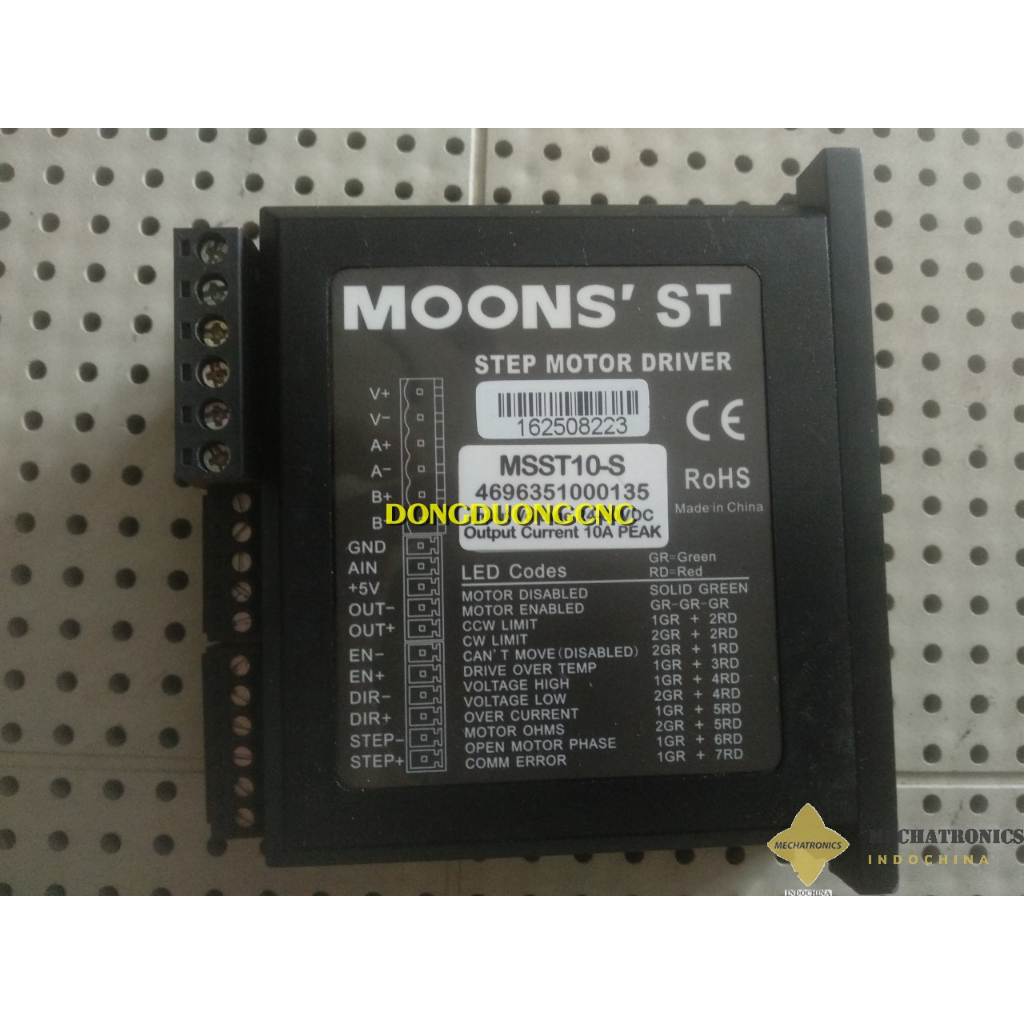 MOONS' ST
STEP MOTOR DRIVER
162508223
MSST10-S
4696351000135
DONGDUONGCNC
VDC
Output Current 10A PEAK
CE
RoHS
Made in China
V+
V-
A+
A-
B+
B
GND
AIN
+5V
OUT-
OUT+
EN-
EN+
DIR-
DIR+
STEP-
STEP+
LED Codes
GR=Green
RD=Red
MOTOR DISABLED SOLID GREEN
MOTOR ENABLED GR-GR-GR
CCW LIMIT 1GR + 2RD
CW LIMIT 2GR + 2RD
CAN'T MOVE(DISABLED) 2GR + 1RD
DRIVE OVER TEMP 1GR + 3RD
VOLTAGE HIGH 1GR + 4RD
VOLTAGE LOW 2GR + 4RD
OVER CURRENT 1GR + 5RD
MOTOR OHMS 2GR + 5RD
OPEN MOTOR PHASE 1GR + 6RD
COMM ERROR 1GR + 7RD
MECHATRONICS
INDOCHINA
MECHATRONICS
INDOCHINA